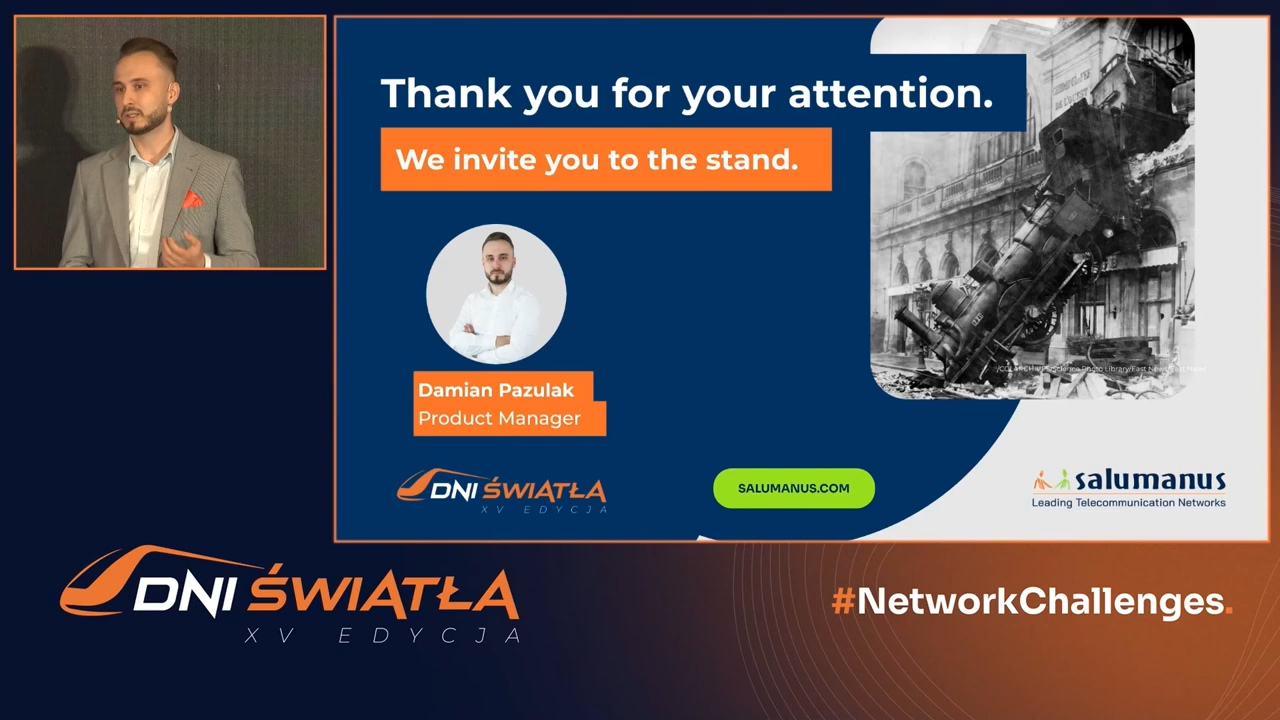 Thank you for your attention.
We invite you to the stand.
Damian Pazulak
Product Manager
DNI ŚWIATŁA
XV EDYCJA
SALUMANUS.COM
salumanus
Leading Telecommunication Networks
DNI ŚWIATŁA
XV EDYCJA
#NetworkChallenges.